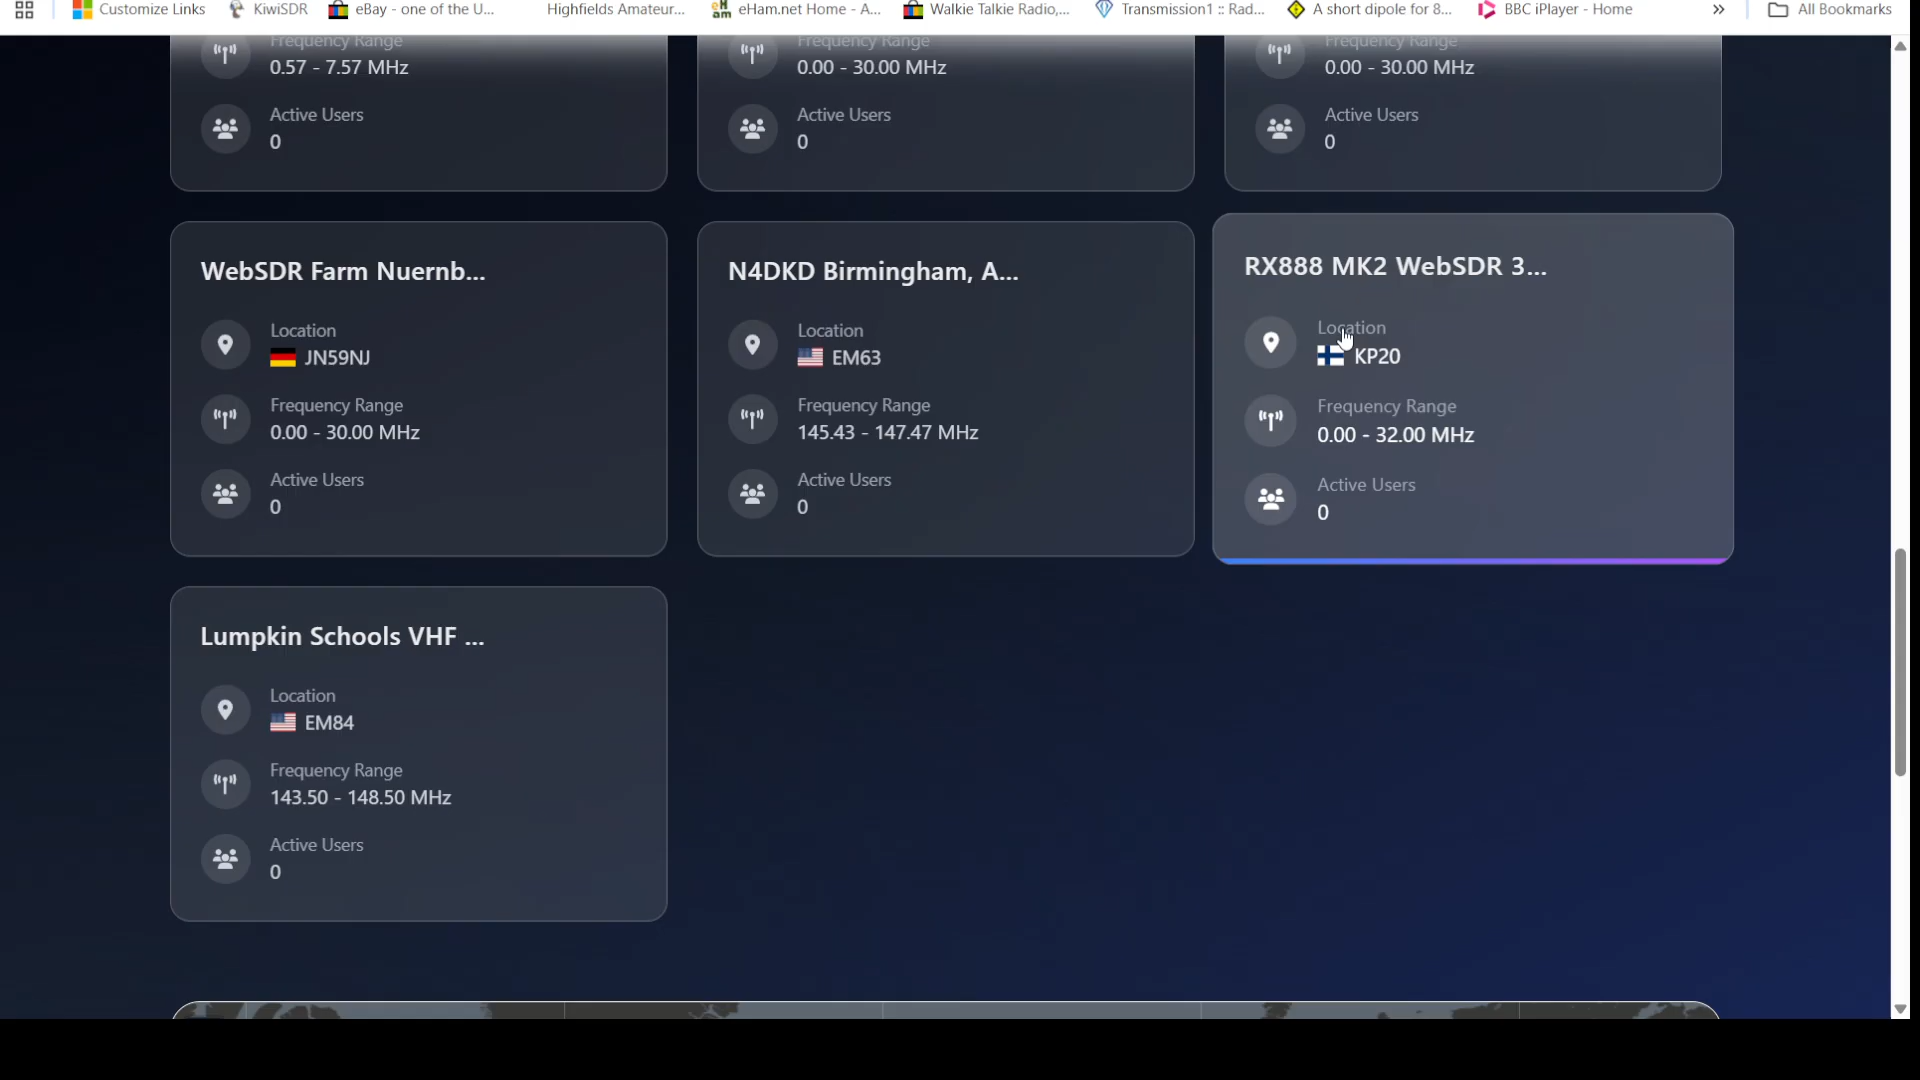 Customize Links KiwiSDR eBay - one of the U... Highfields Amateur... eHam.net Home - A... Walkie Talkie Radio,... Transmission1 :: Rad... A short dipole for 8... BBC iPlayer - Home » All Bookmarks
Frequency Range Frequency Range Frequency Range
0.57 - 7.57 MHz 0.00 - 30.00 MHz 0.00 - 30.00 MHz
Active Users Active Users Active Users
0 0 0
WebSDR Farm Nuernb...
Location
JN59NJ
Frequency Range
0.00 - 30.00 MHz
Active Users
0
N4DKD Birmingham, A...
Location
EM63
Frequency Range
145.43 - 147.47 MHz
Active Users
0
RX888 MK2 WebSDR 3...
Location
KP20
Frequency Range
0.00 - 32.00 MHz
Active Users
0
Lumpkin Schools VHF ...
Location
EM84
Frequency Range
143.50 - 148.50 MHz
Active Users
0